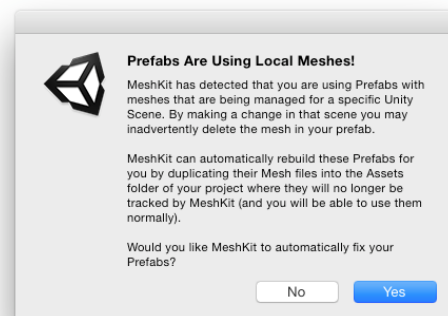 Prefabs Are Using Local Meshes!
MeshKit has detected that you are using Prefabs with
meshes that are being managed for a specific Unity
Scene. By making a change in that scene you may
inadvertently delete the mesh in your prefab.
MeshKit can automatically rebuild these Prefabs for
you by duplicating their Mesh files into the Assets
folder of your project where they will no longer be
tracked by MeshKit (and you will be able to use them
normally).
Would you like MeshKit to automatically fix your
Prefabs?
No
Yes